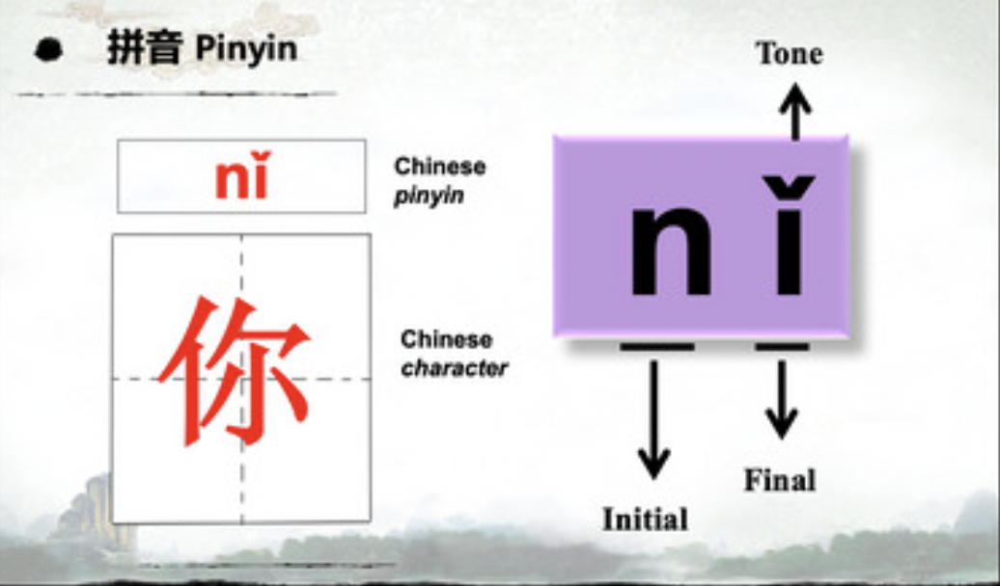 拼音 Pinyin
nǐ
Chinese
pinyin
你
Chinese
character
Tone
n ǐ
Initial
Final